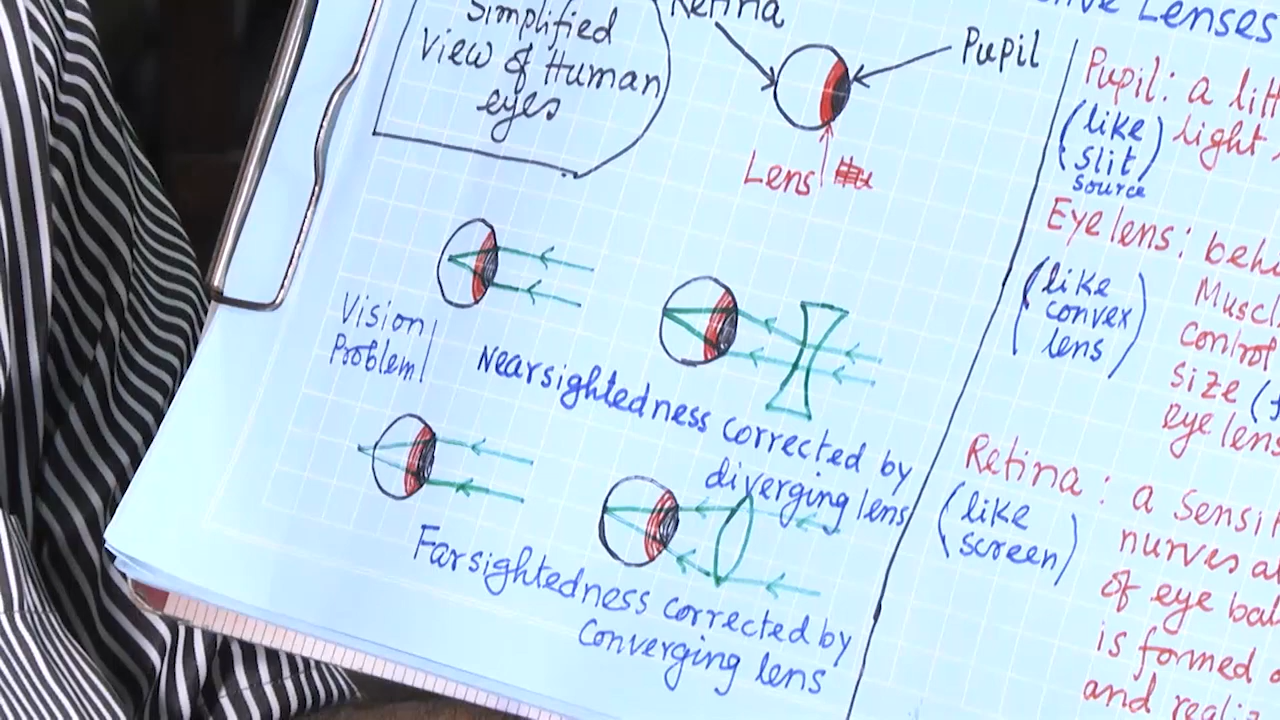 Lenses
Simplified
View of Human
eyes
Retina
Pupil
Lens
Vision
Problem
Nearsightedness corrected by
diverging lens
Farsightedness corrected by
Converging lens
Pupil: a
(like
slit
source)
light
Eye lens:
(like
convex
lens)
Control
size
eye
Retina: a
(like
screen)
nurves
of eye
is formed
and